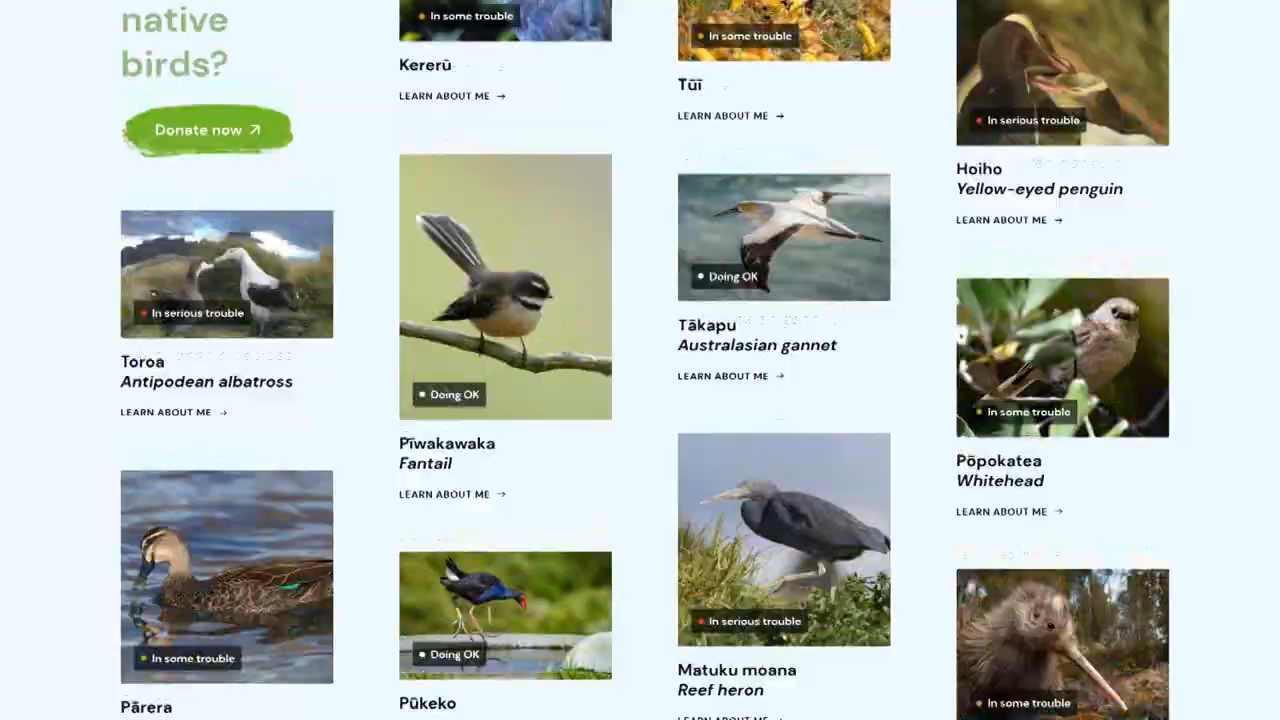 native
birds?
Donate now
In serious trouble
Toroa
Antipodean albatross
LEARN ABOUT ME
In some trouble
Pārera
In some trouble
Kererū
LEARN ABOUT ME
Doing OK
Pīwakawaka
Fantail
LEARN ABOUT ME
Doing OK
Pūkeko
In some trouble
Tūī
LEARN ABOUT ME
Doing OK
Tākapu
Australasian gannet
LEARN ABOUT ME
In serious trouble
Matuku moana
Reef heron
LEARN ABOUT ME
In serious trouble
Hoiho
Yellow-eyed penguin
LEARN ABOUT ME
In some trouble
Pōpokatea
Whitehead
LEARN ABOUT ME
In some trouble